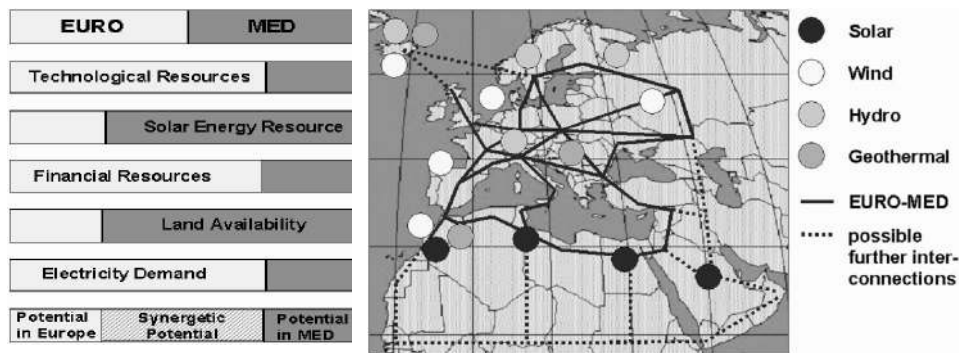 EURO MED
Technological Resources
Solar Energy Resource
Financial Resources
Land Availability
Electricity Demand
Potential
in Europe
Synergetic
Potential
Potential
in MED
Solar
Wind
Hydro
Geothermal
EURO-MED
possible
further inter-
connections